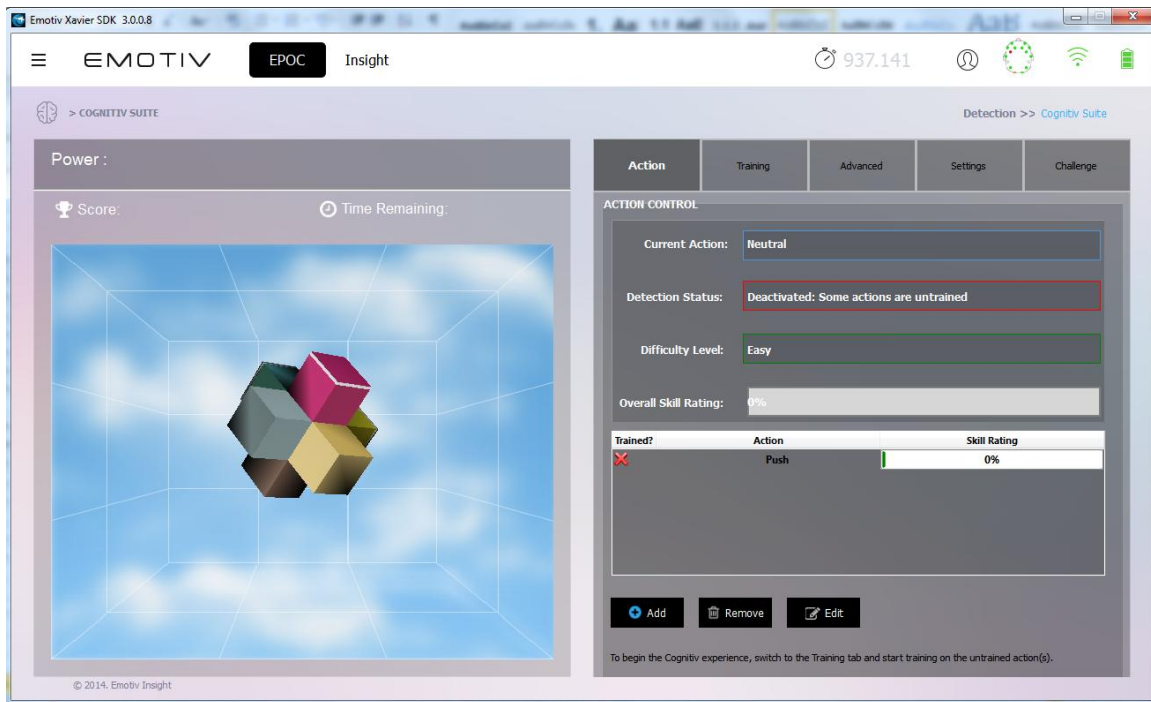 Emotiv Xavier SDK 3.0.0.8
EMOTIV
EPOC
Insight
937.141
> COGNITIV SUITE
Detection >> Cognitiv Suite
Power :
Score:
Time Remaining:
Action
Training
Advanced
Settings
Challenge
ACTION CONTROL
Current Action: Neutral
Detection Status: Deactivated: Some actions are untrained
Difficulty Level: Easy
Overall Skill Rating: 0%
Trained? Action Skill Rating
Push 0%
Add
Remove
Edit
To begin the Cognitiv experience, switch to the Training tab and start training on the untrained action(s).
© 2014. Emotiv Insight